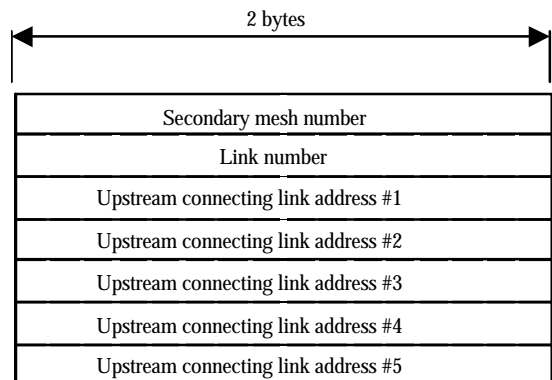 2 bytes
Secondary mesh number
Link number
Upstream connecting link address #1
Upstream connecting link address #2
Upstream connecting link address #3
Upstream connecting link address #4
Upstream connecting link address #5